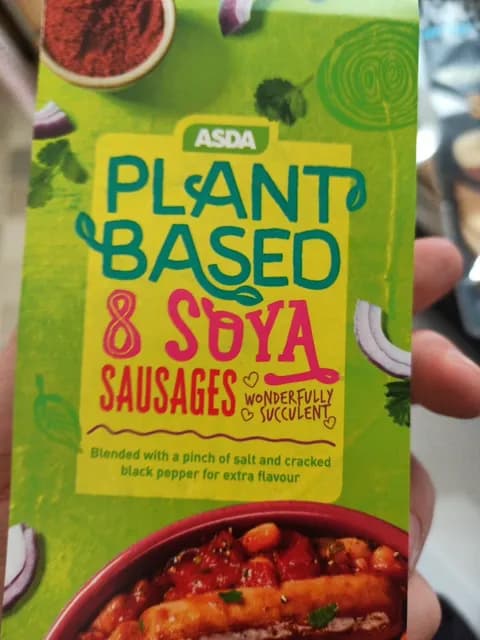 ASDA
PLANT
BASED
8 SOYA
SAUSAGES
WONDERFULLY
SUCCULENT
Blended with a pinch of salt and cracked
black pepper for extra flavour